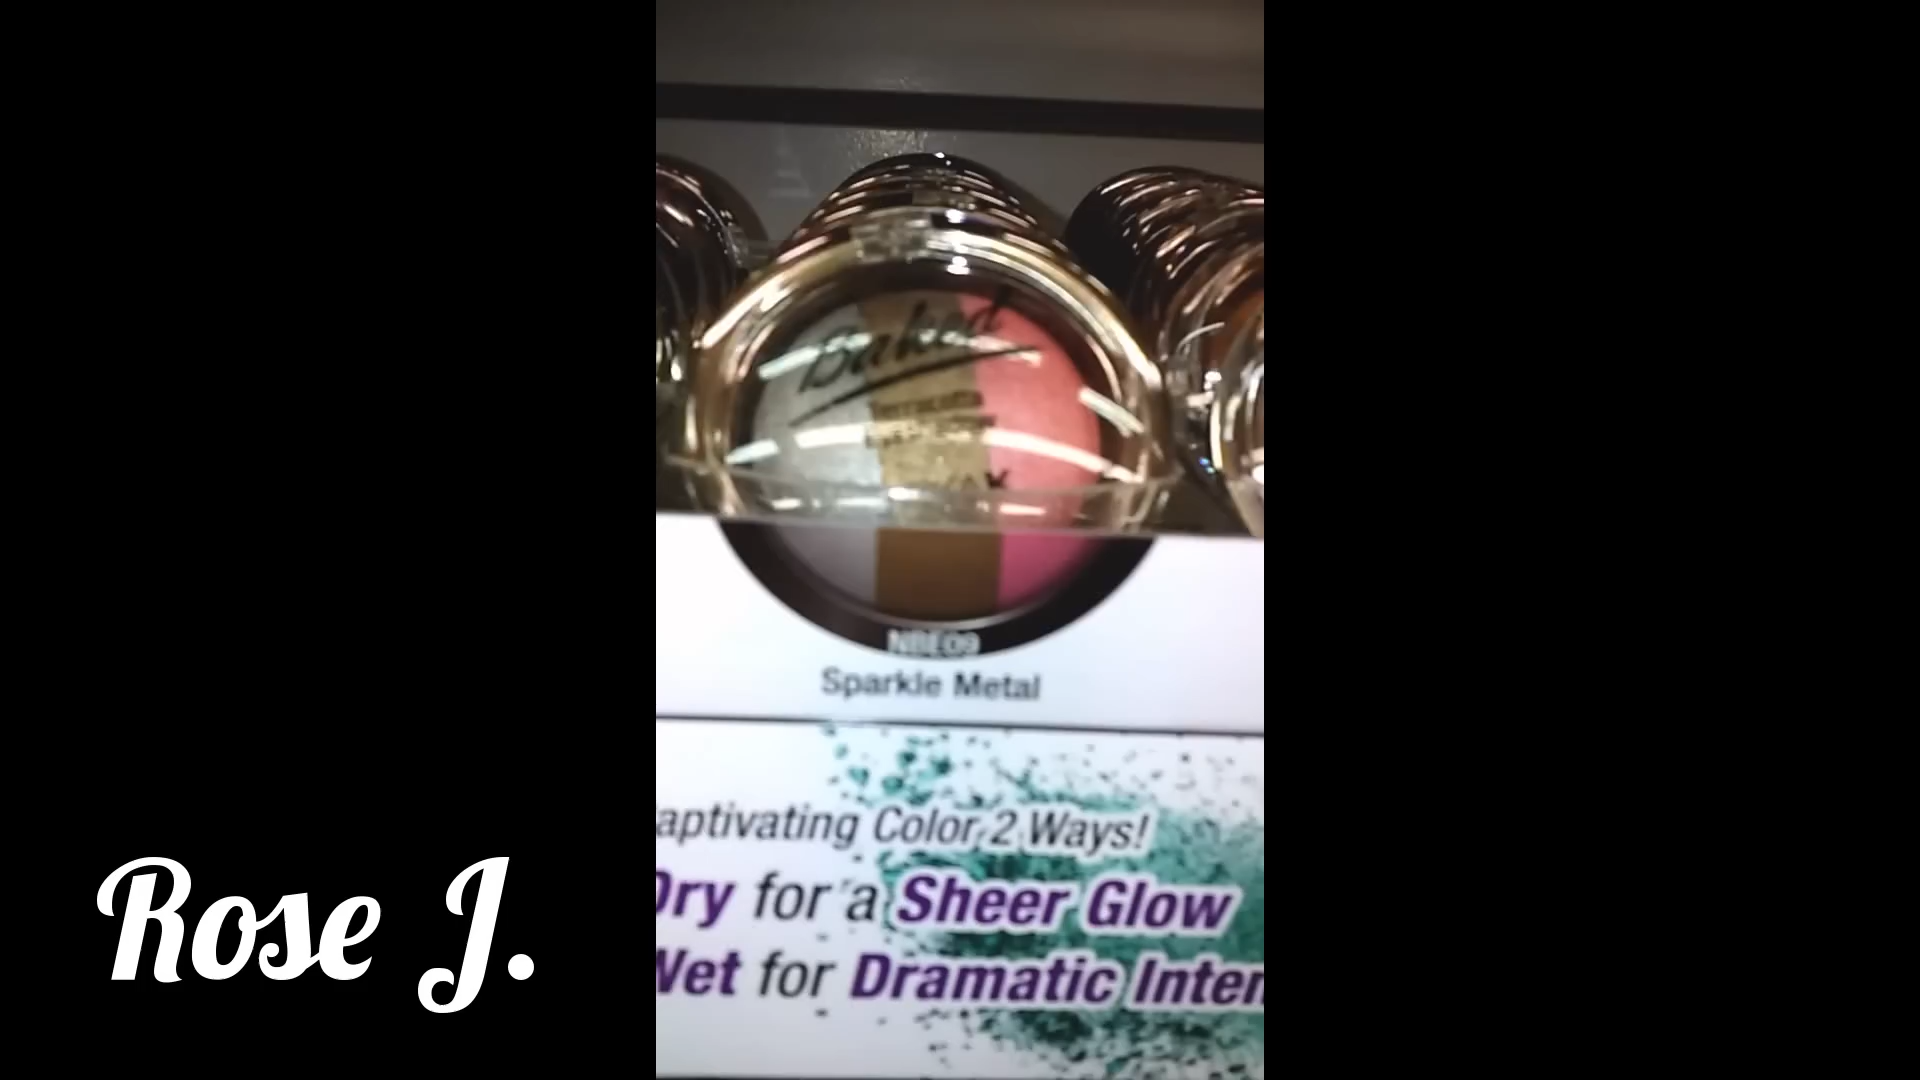 Baked
NBE09
Sparkle Metal
aptivating Color 2 Ways!
Dry for a Sheer Glow
Wet for Dramatic Inten
Rose J.